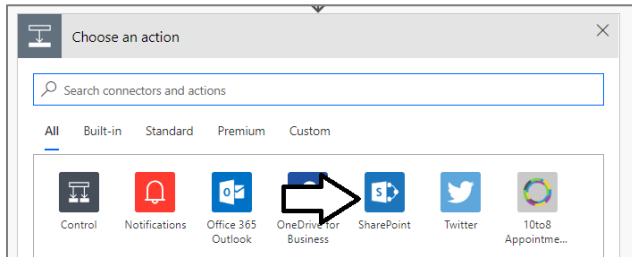 Choose an action
Search connectors and actions
All Built-in Standard Premium Custom
Control Notifications Office 365 Outlook OneDrive for Business SharePoint Twitter 10to8 Appointme...